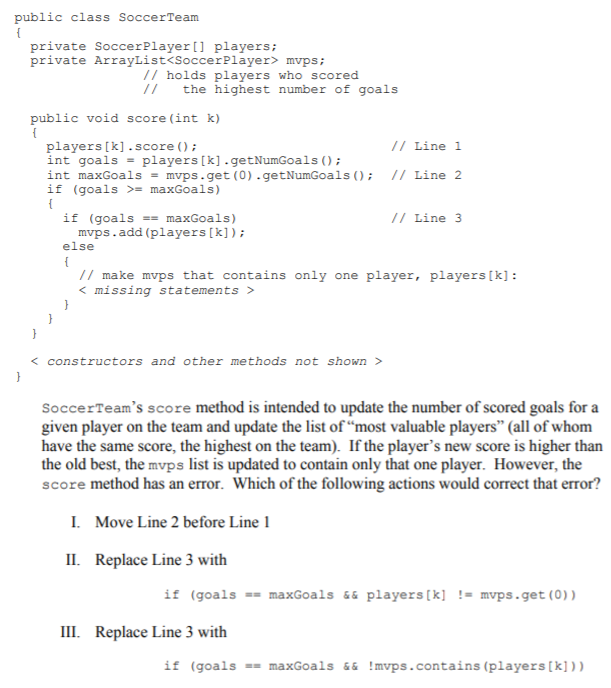 public class SoccerTeam
{
  private SoccerPlayer[] players;
  private ArrayList<SoccerPlayer> mvps;
                // holds players who scored
                //   the highest number of goals
  public void score(int k)
  {
    players[k].score();                        // Line 1
    int goals = players[k].getNumGoals();
    int maxGoals = mvps.get(0).getNumGoals();  // Line 2
    if (goals >= maxGoals)
    {
      if (goals == maxGoals)                   // Line 3
        mvps.add(players[k]);
      else
      {
        // make mvps that contains only one player, players[k]:
        < missing statements >
      }
    }
  }
  < constructors and other methods not shown >
}
SoccerTeam’s score method is intended to update the number of scored goals for a
given player on the team and update the list of “most valuable players” (all of whom
have the same score, the highest on the team).  If the player’s new score is higher than
the old best, the mvps list is updated to contain only that one player.  However, the
score method has an error.  Which of the following actions would correct that error?
I.   Move Line 2 before Line 1
II.   Replace Line 3 with
if (goals == maxGoals && players[k] != mvps.get(0))
III.   Replace Line 3 with
if (goals == maxGoals && !mvps.contains(players[k]))